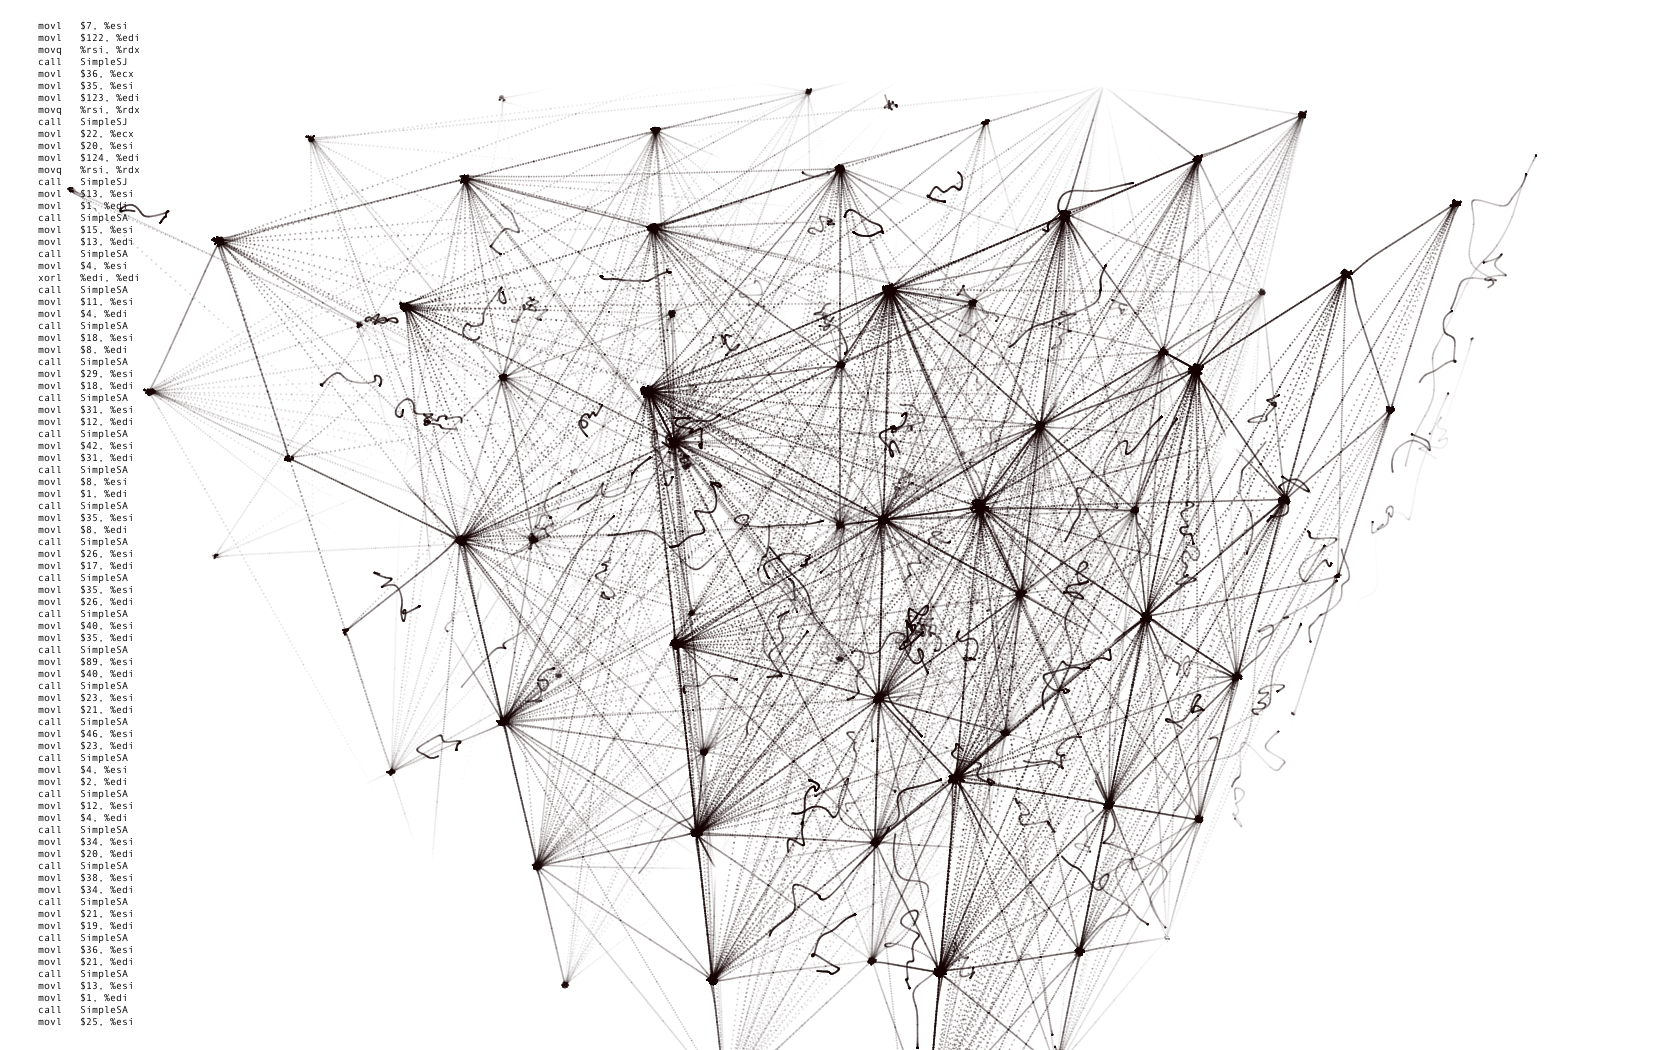 movl $7, %esi
movl $122, %edi
movq %rsi, %rdx
call SimpleSJ
movl $36, %ecx
movl $35, %esi
movl $123, %edi
movq %rsi, %rdx
call SimpleSJ
movl $22, %ecx
movl $20, %esi
movl $124, %edi
movq %rsi, %rdx
call SimpleSJ
movl $13, %esi
movl $1, %edi
call SimpleSA
movl $15, %esi
movl $13, %edi
call SimpleSA
movl $4, %esi
xorl %edi, %edi
call SimpleSA
movl $11, %esi
movl $4, %edi
call SimpleSA
movl $18, %esi
movl $8, %edi
call SimpleSA
movl $29, %esi
movl $18, %edi
call SimpleSA
movl $31, %esi
movl $12, %edi
call SimpleSA
movl $42, %esi
movl $31, %edi
call SimpleSA
movl $8, %esi
movl $1, %edi
call SimpleSA
movl $35, %esi
movl $8, %edi
call SimpleSA
movl $26, %esi
movl $17, %edi
call SimpleSA
movl $35, %esi
movl $26, %edi
call SimpleSA
movl $40, %esi
movl $35, %edi
call SimpleSA
movl $89, %esi
movl $40, %edi
call SimpleSA
movl $23, %esi
movl $21, %edi
call SimpleSA
movl $46, %esi
movl $23, %edi
call SimpleSA
movl $4, %esi
movl $2, %edi
call SimpleSA
movl $12, %esi
movl $4, %edi
call SimpleSA
movl $34, %esi
movl $20, %edi
call SimpleSA
movl $38, %esi
movl $34, %edi
call SimpleSA
movl $21, %esi
movl $19, %edi
call SimpleSA
movl $36, %esi
movl $21, %edi
call SimpleSA
movl $13, %esi
movl $1, %edi
call SimpleSA
movl $25, %esi